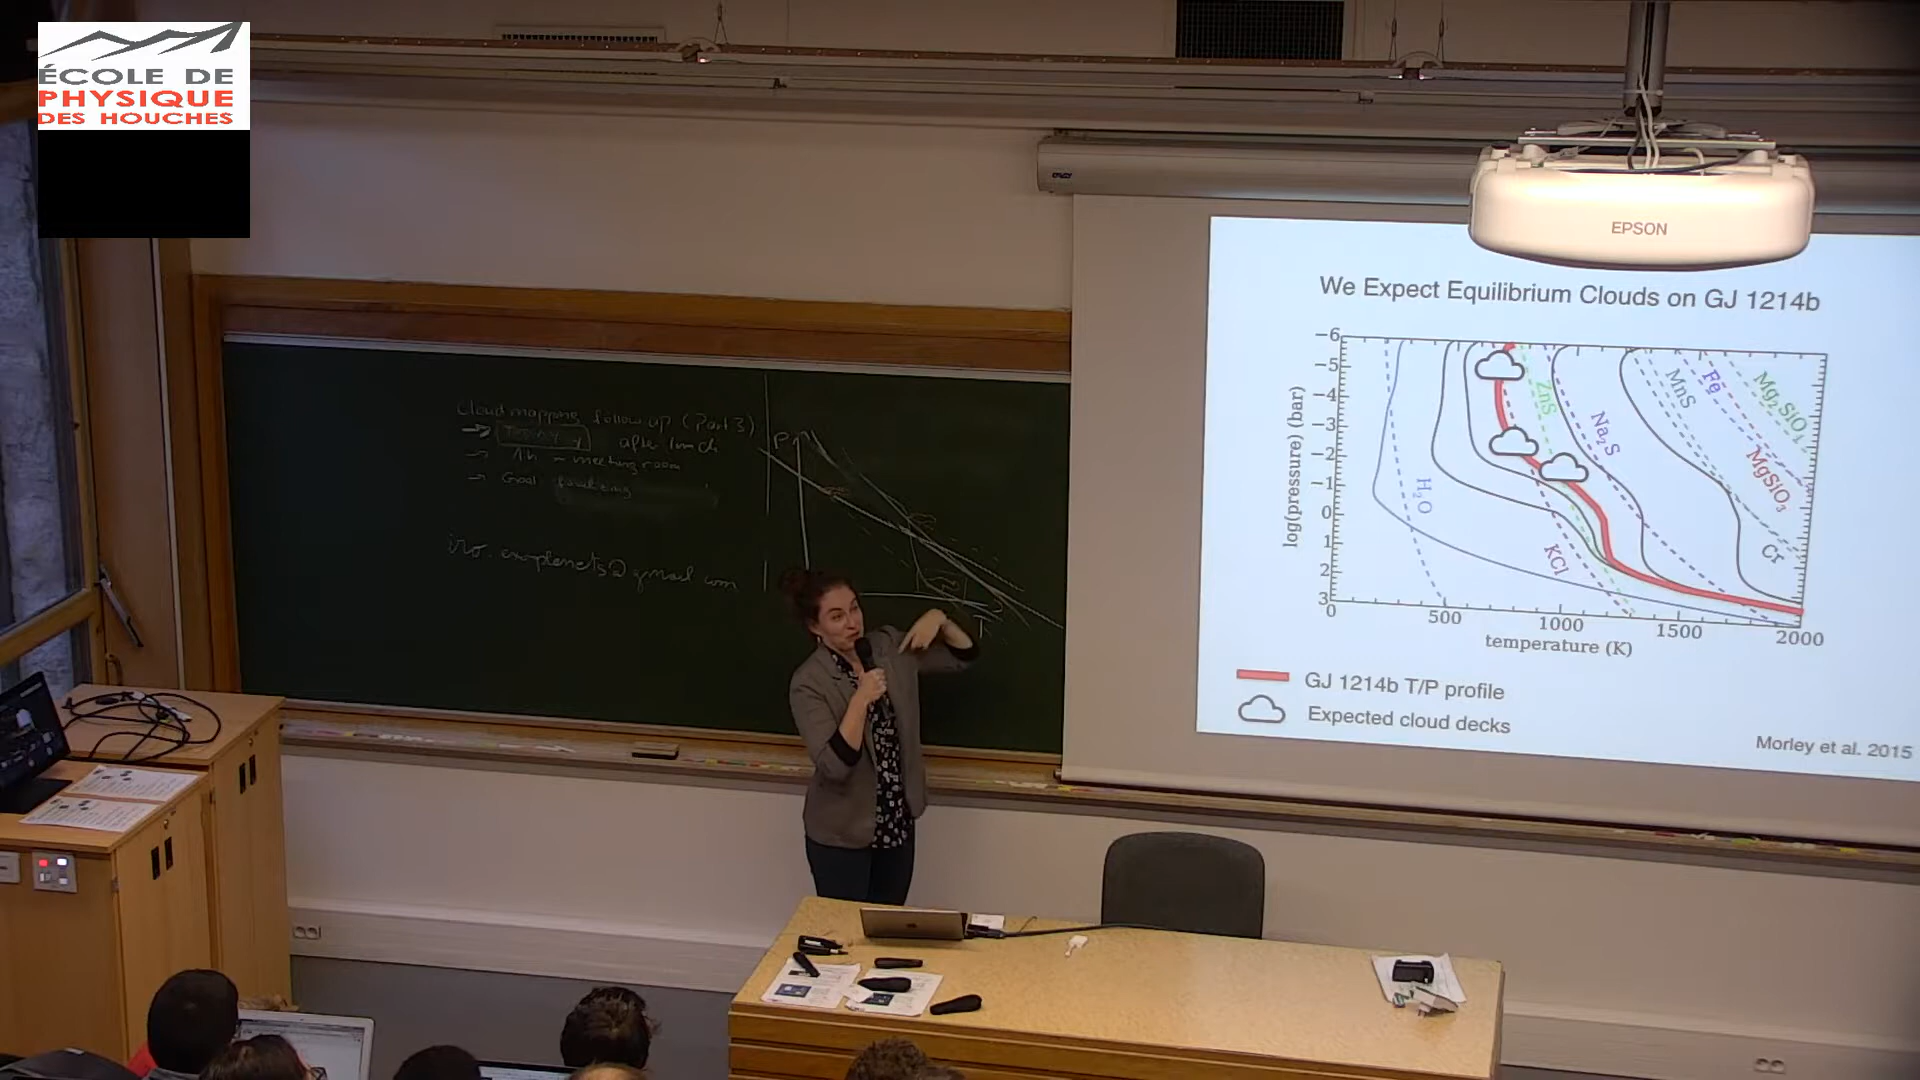 ÉCOLE DE
PHYSIQUE
DES HOUCHES
EPSON
Cloud mapping follow up (Part 3)
→ after lunch
→ 1h - meeting room
→ Goal
P
T
We Expect Equilibrium Clouds on GJ 1214b
log(pressure) (bar)
−6
−5
−4
−3
−2
−1
0
1
2
3
0 500 1000 1500 2000
temperature (K)
H₂O
KCl
ZnS
Na₂S
MnS
Cr
Fe
MgSiO₃
Mg₂SiO₄
GJ 1214b T/P profile
Expected cloud decks
Morley et al. 2015